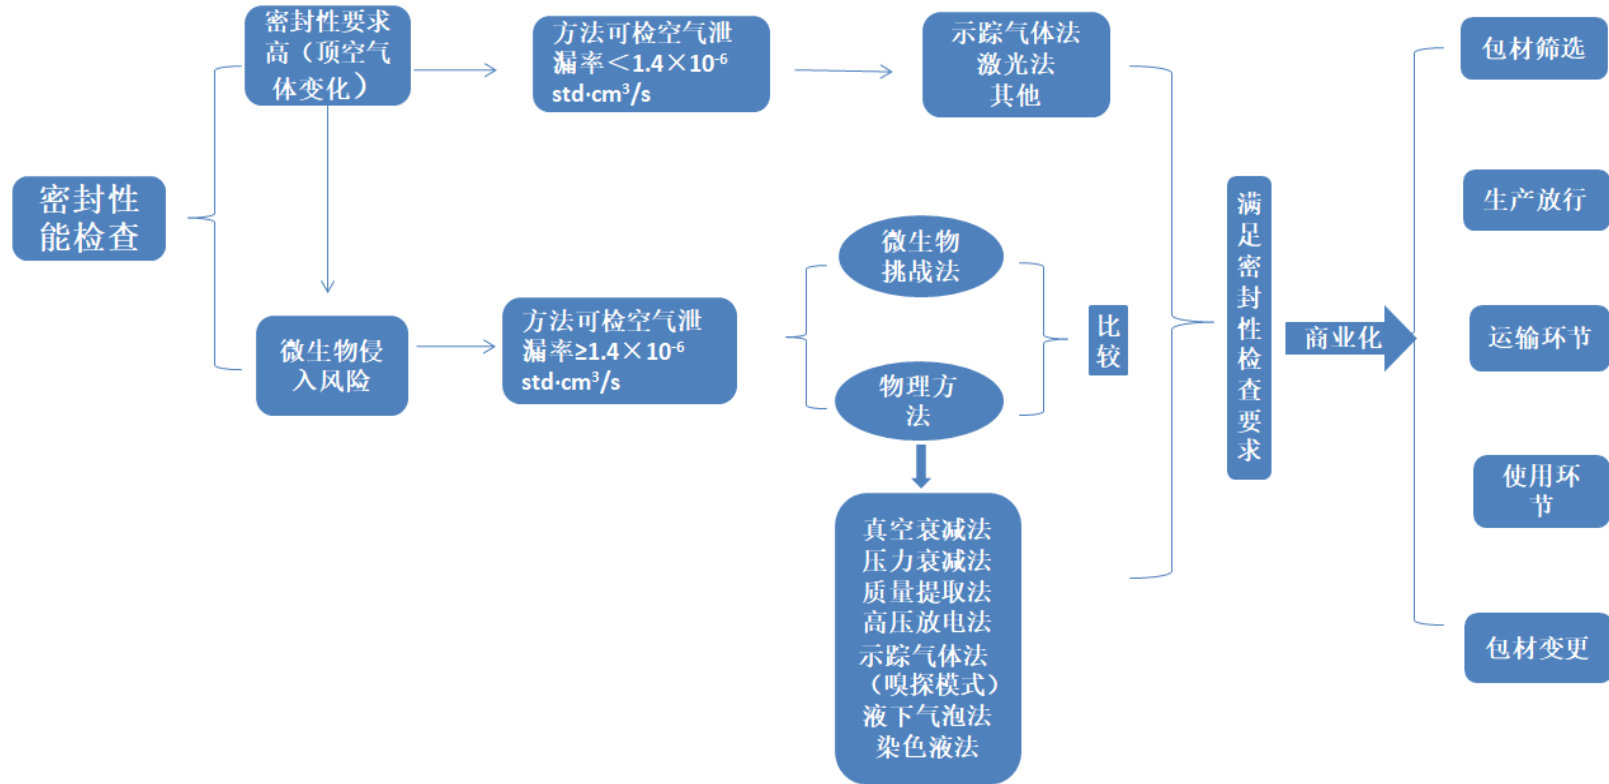 密封性
能检查
密封性要求
高（顶空气
体变化）
方法可检空气泄
漏率＜1.4×10⁻⁶
std·cm³/s
示踪气体法
激光法
其他
微生物侵
入风险
方法可检空气泄
漏率≥1.4×10⁻⁶
std·cm³/s
微生物
挑战法
物理方
法
比
较
真空衰减法
压力衰减法
质量提取法
高压放电法
示踪气体法
（嗅探模式）
液下气泡法
染色液法
满
足
密
封
性
检
查
要
求
商业化
包材筛选
生产放行
运输环节
使用环
节
包材变更